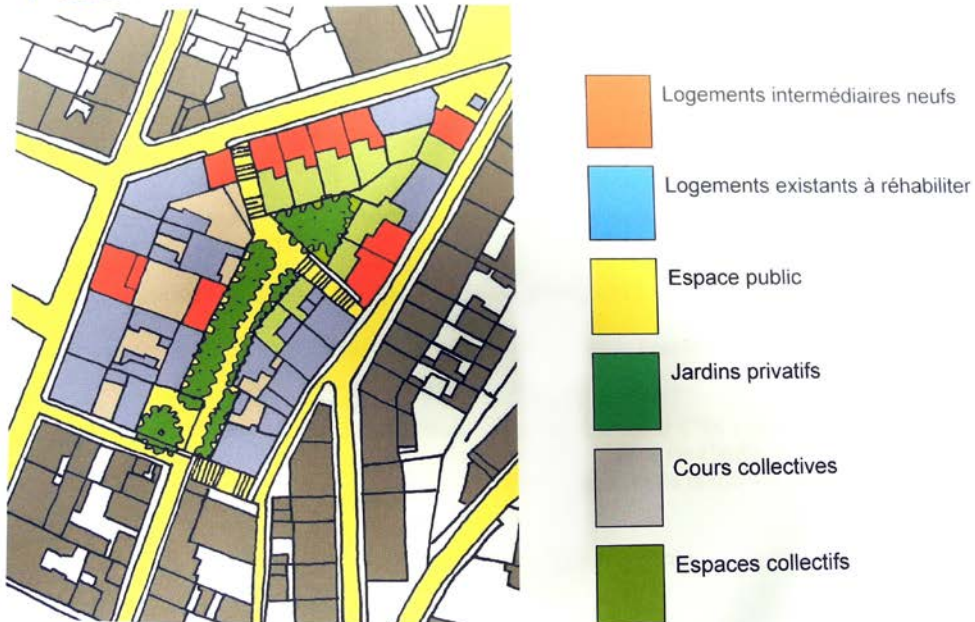 Logements intermédiaires neufs
Logements existants à réhabiliter
Espace public
Jardins privatifs
Cours collectives
Espaces collectifs